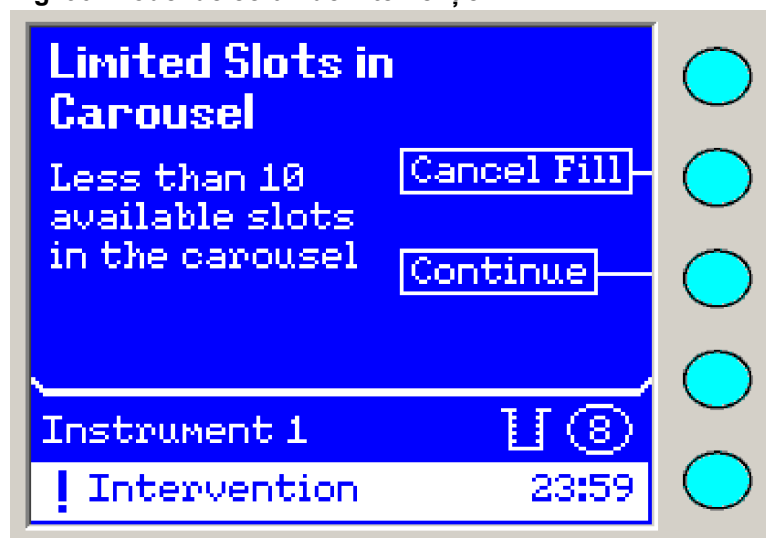 Limited Slots in
Carousel
Less than 10
available slots
in the carousel
Cancel Fill
Continue
Instrument 1
8
! Intervention
23:59